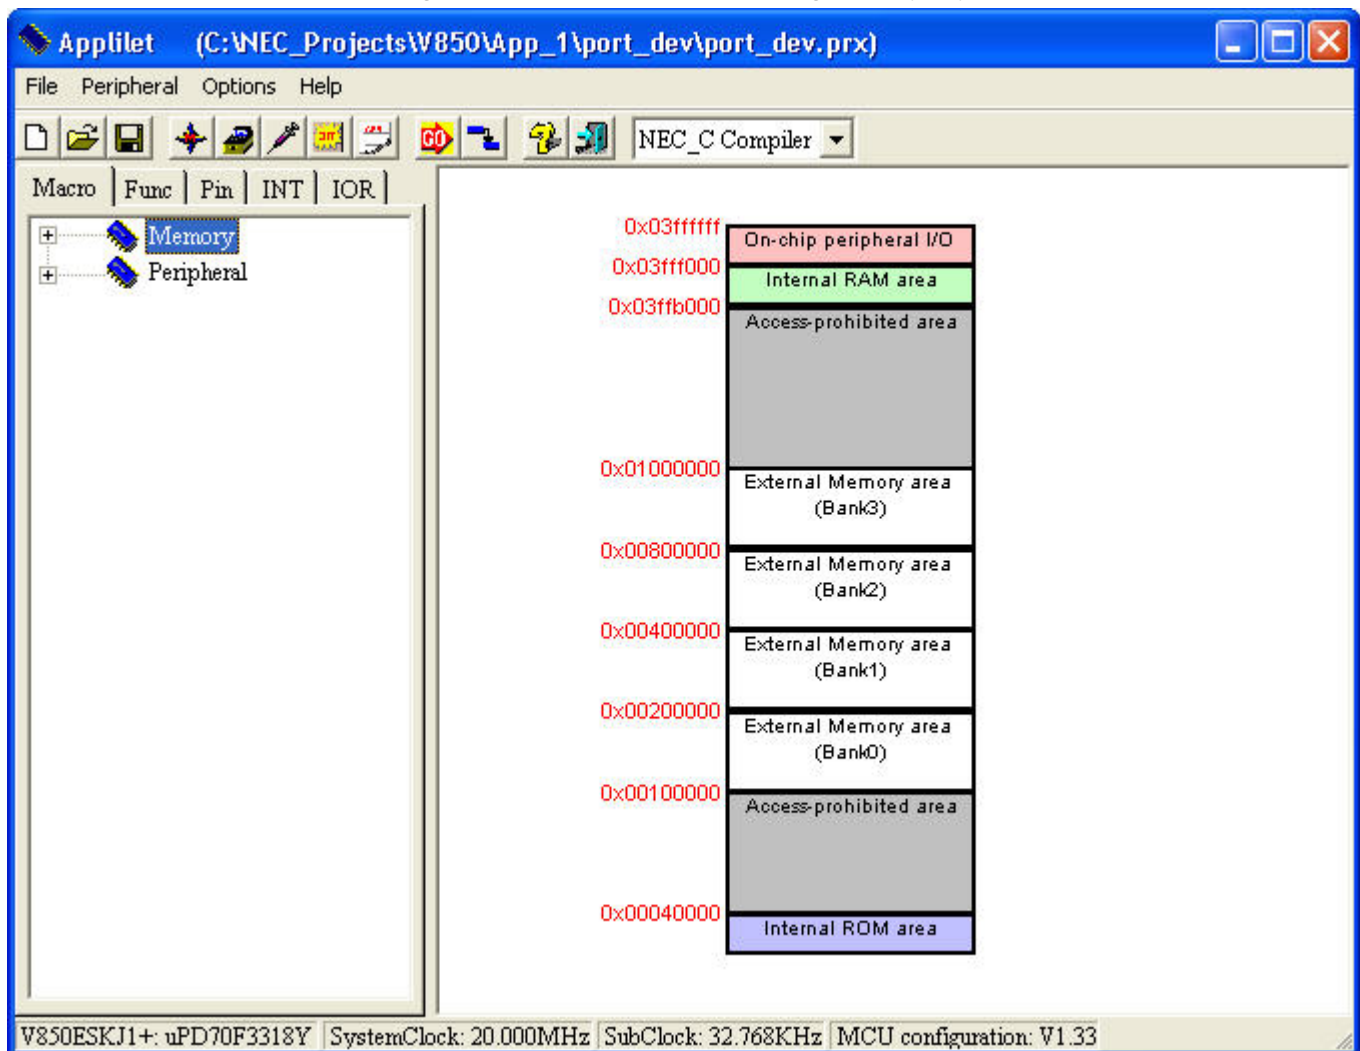 Applilet (C:\NEC_Projects\V850\App_1\port_dev\port_dev.prx)
File Peripheral Options Help
NEC_C Compiler
Macro Func Pin INT IOR
Memory
Peripheral
0x03ffffff
On-chip peripheral I/O
0x03fff000
Internal RAM area
0x03ffb000
Access-prohibited area
0x01000000
External Memory area
(Bank3)
0x00800000
External Memory area
(Bank2)
0x00400000
External Memory area
(Bank1)
0x00200000
External Memory area
(Bank0)
0x00100000
Access-prohibited area
0x00040000
Internal ROM area
V850ESKJ1+: uPD70F3318Y SystemClock: 20.000MHz SubClock: 32.768KHz MCU configuration: V1.33